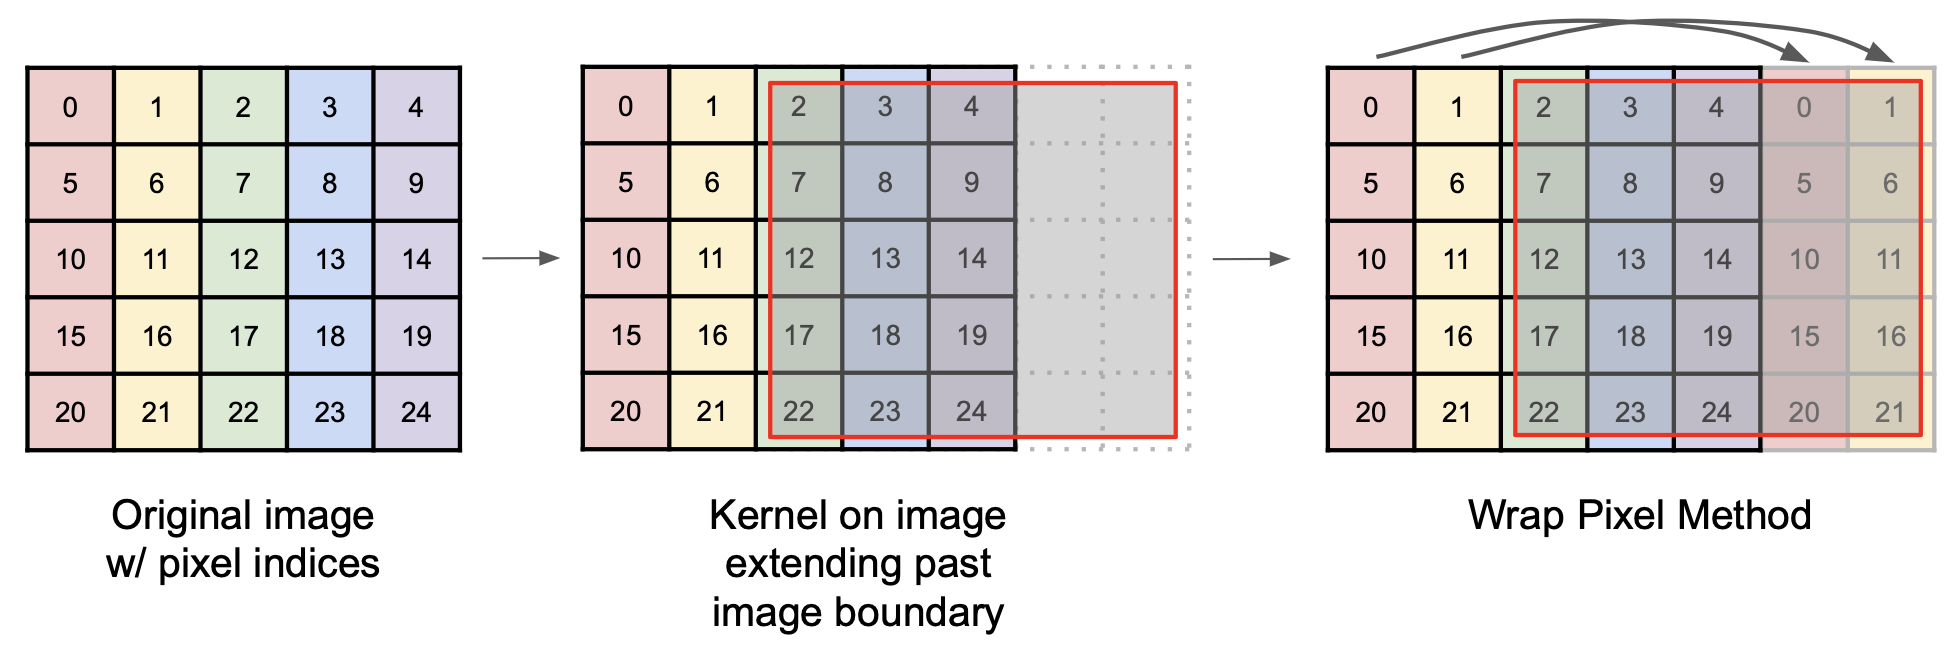 0 1 2 3 4
5 6 7 8 9
10 11 12 13 14
15 16 17 18 19
20 21 22 23 24
Original image
w/ pixel indices
0 1 2 3 4
5 6 7 8 9
10 11 12 13 14
15 16 17 18 19
20 21 22 23 24
Kernel on image
extending past
image boundary
0 1 2 3 4 0 1
5 6 7 8 9 5 6
10 11 12 13 14 10 11
15 16 17 18 19 15 16
20 21 22 23 24 20 21
Wrap Pixel Method